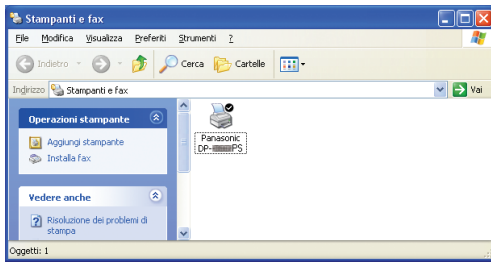 Stampanti e fax
File Modifica Visualizza Preferiti Strumenti ?
Indietro Cerca Cartelle
Indirizzo Stampanti e fax Vai
Operazioni stampante
Aggiungi stampante
Installa fax
Vedere anche
Risoluzione dei problemi di
stampa
Panasonic
DP- PS
Oggetti: 1